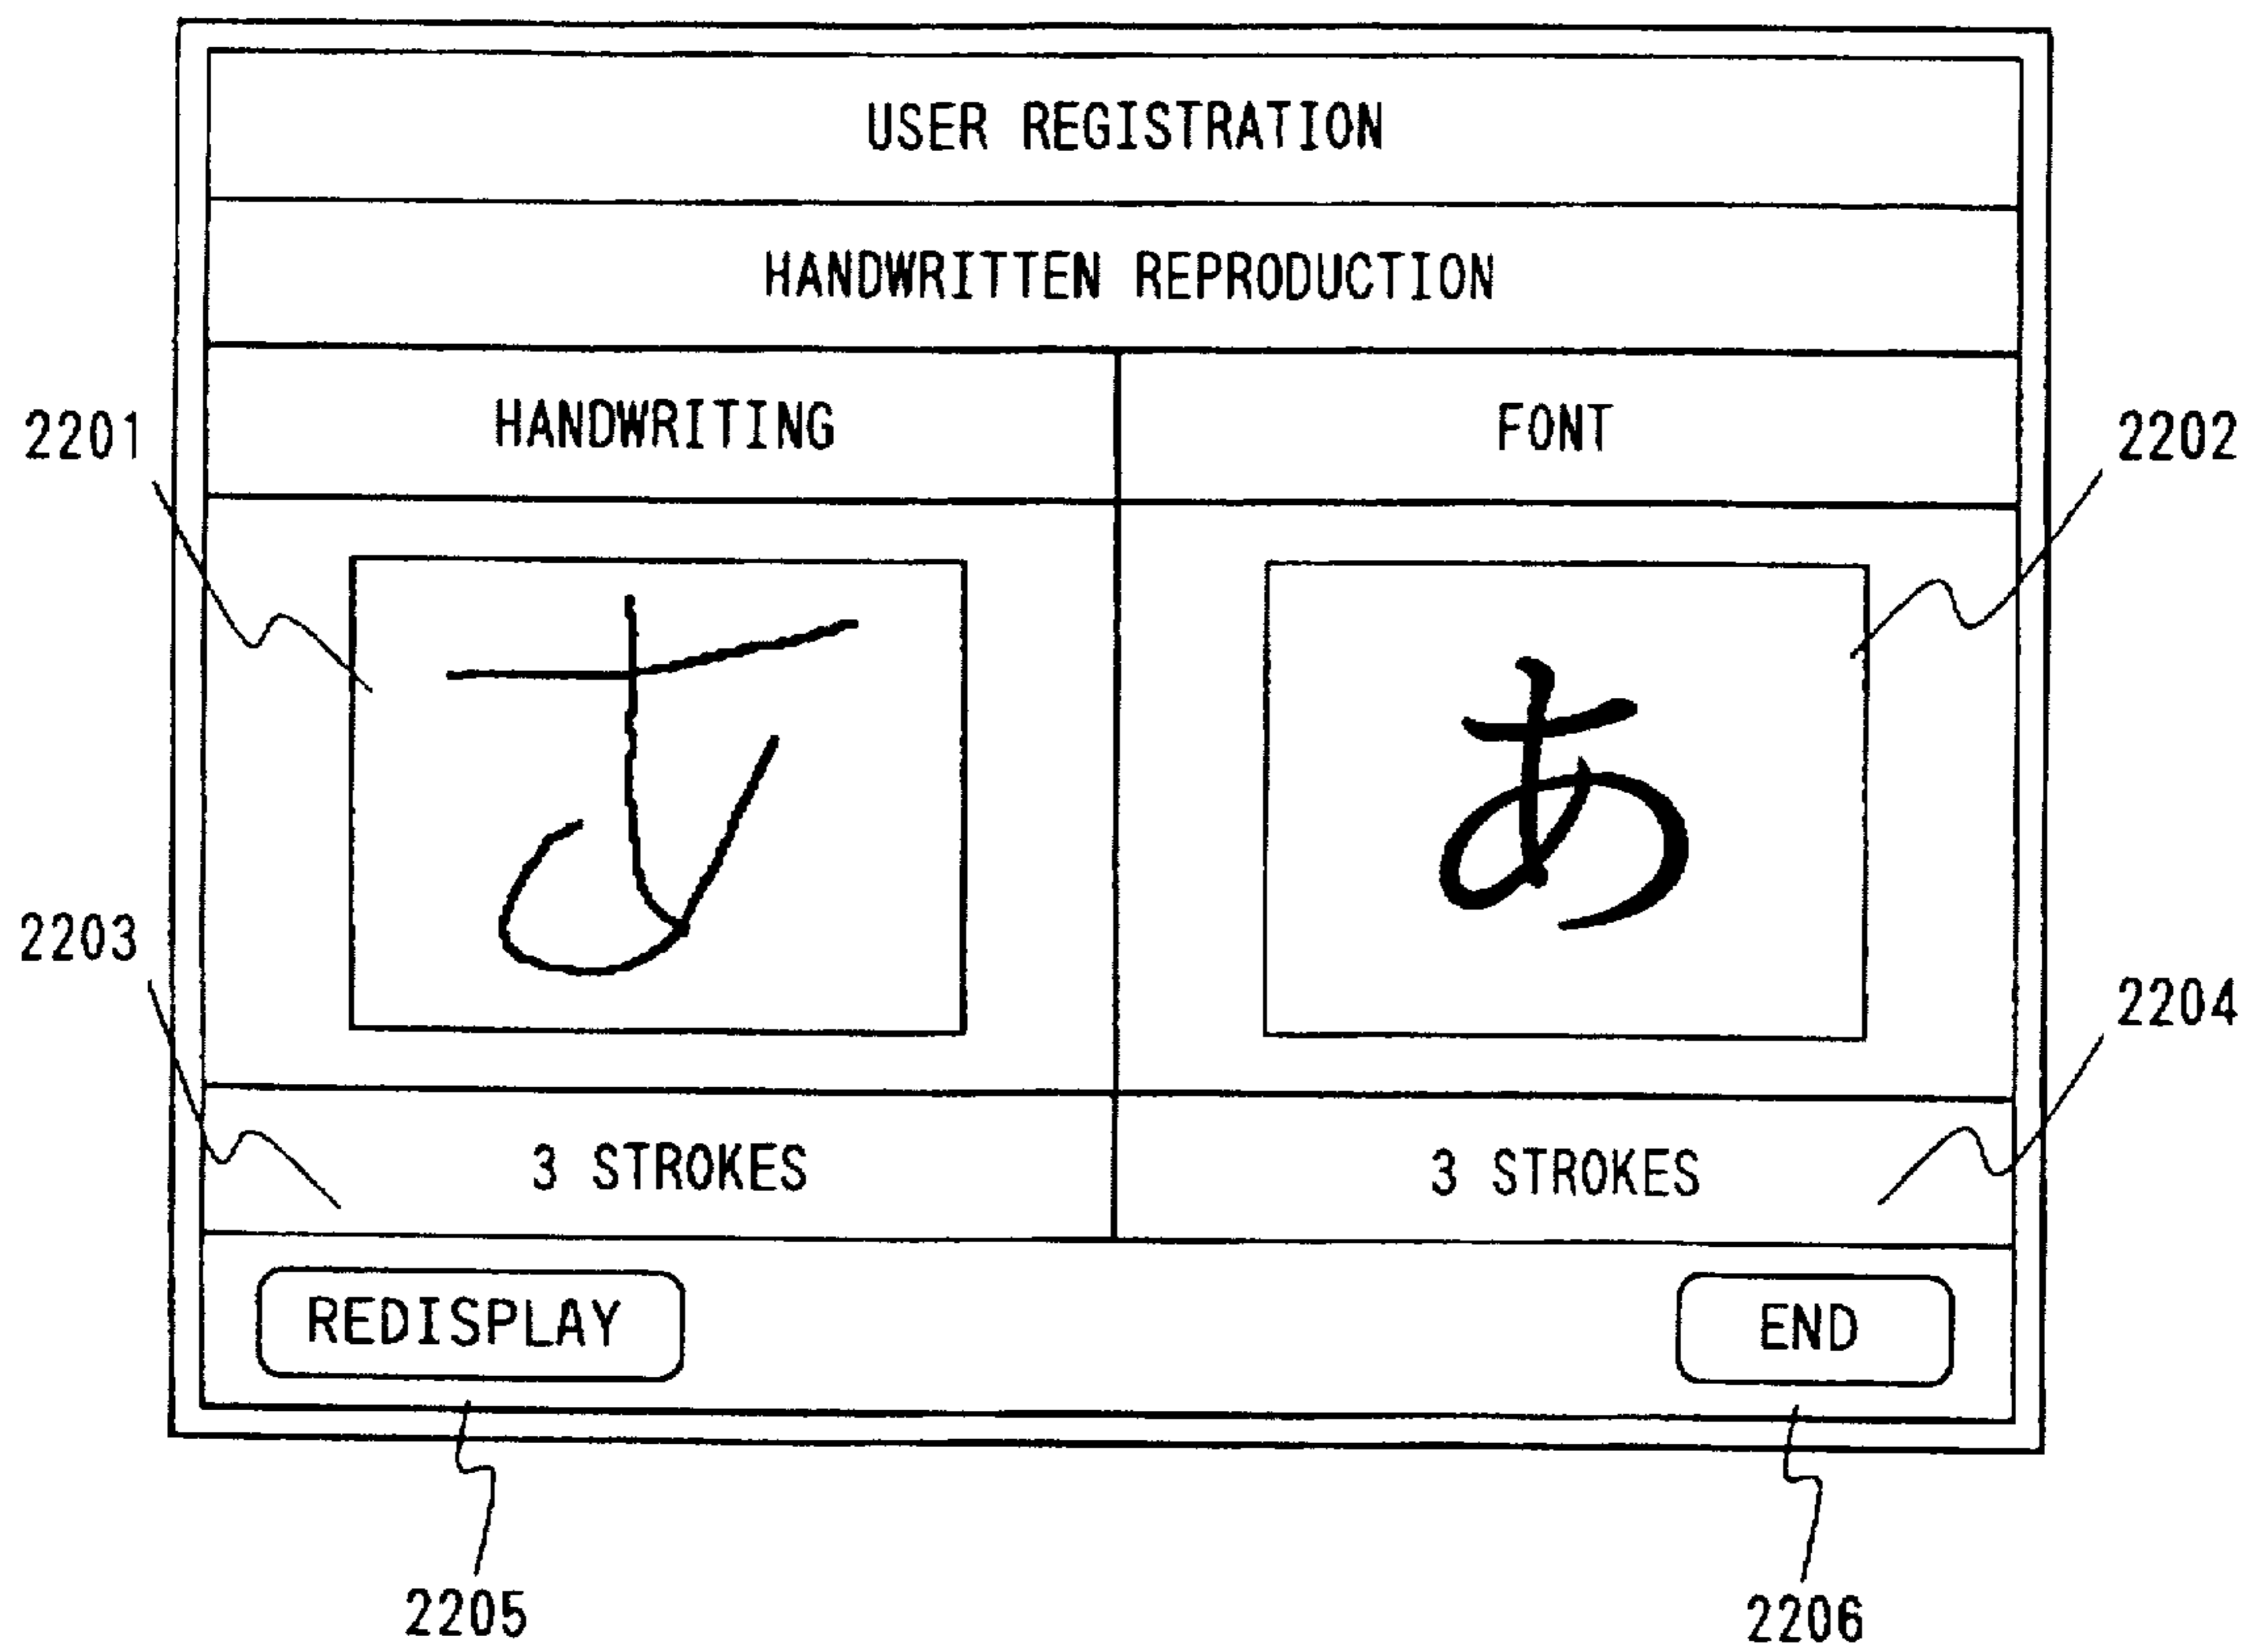 USER REGISTRATION
HANDWRITTEN REPRODUCTION
HANDWRITING FONT
2201 2202
あ
2203 2204
3 STROKES 3 STROKES
REDISPLAY END
2205 2206